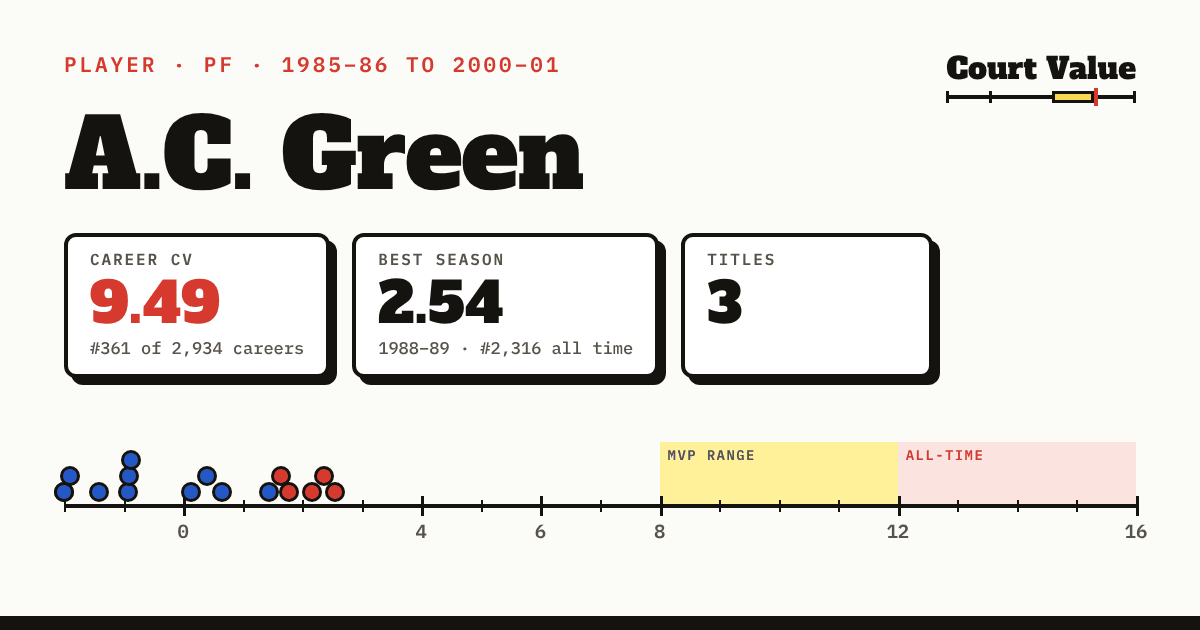 PLAYER · PF · 1985–86 TO 2000–01
Court Value
A.C. Green
CAREER CV
9.49
#361 of 2,934 careers
BEST SEASON
2.54
1988–89 · #2,316 all time
TITLES
3
MVP RANGE
ALL-TIME
0 4 6 8 12 16